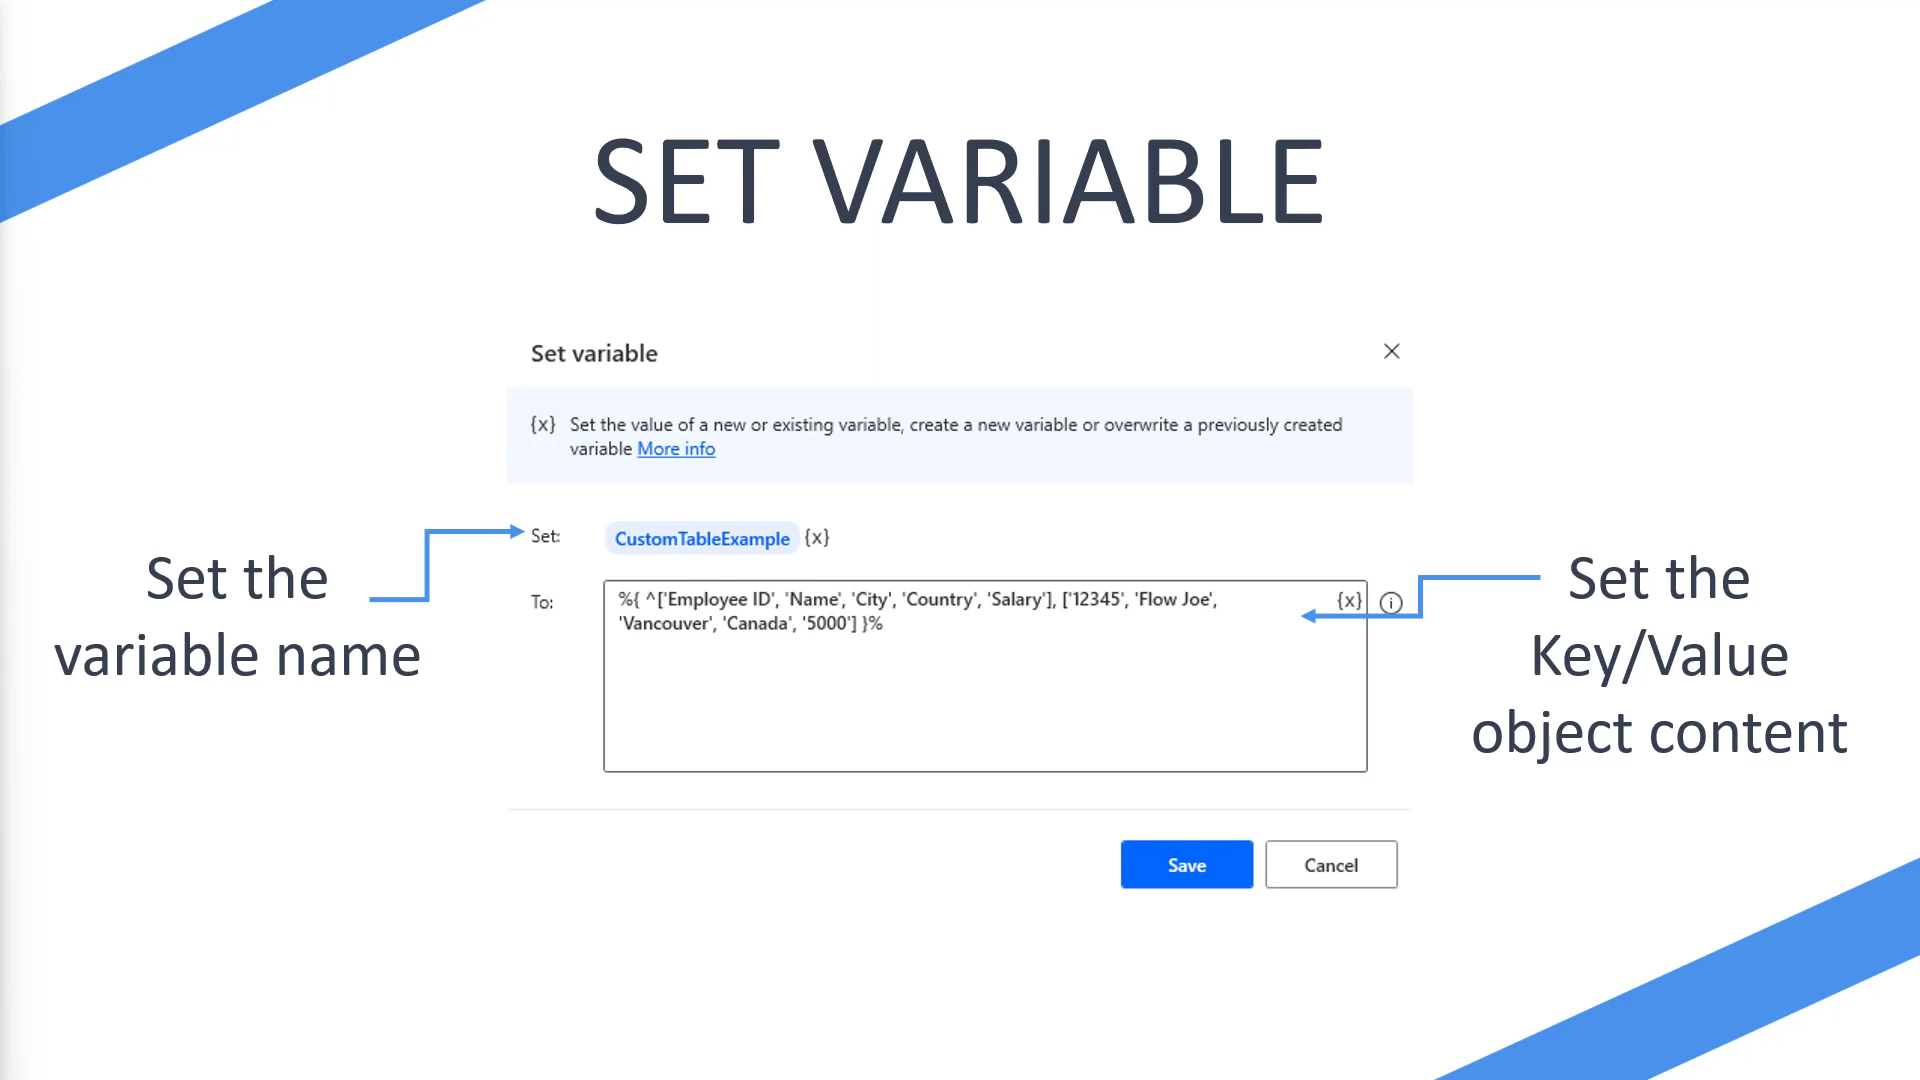 SET VARIABLE
Set variable
{x} Set the value of a new or existing variable, create a new variable or overwrite a previously created
variable More info
Set the
variable name
Set: CustomTableExample {x}
To: %{ ^['Employee ID', 'Name', 'City', 'Country', 'Salary'], ['12345', 'Flow Joe', {x}
'Vancouver', 'Canada', '5000'] }%
Set the
Key/Value
object content
Save Cancel